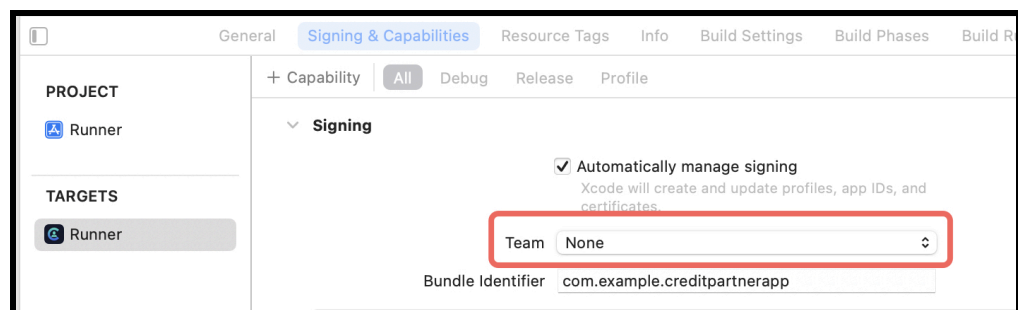 General Signing & Capabilities Resource Tags Info Build Settings Build Phases Build
+ Capability All Debug Release Profile
PROJECT
Runner
TARGETS
Runner
Signing
Automatically manage signing
Xcode will create and update profiles, app IDs, and
certificates.
Team None
Bundle Identifier com.example.creditpartnerapp